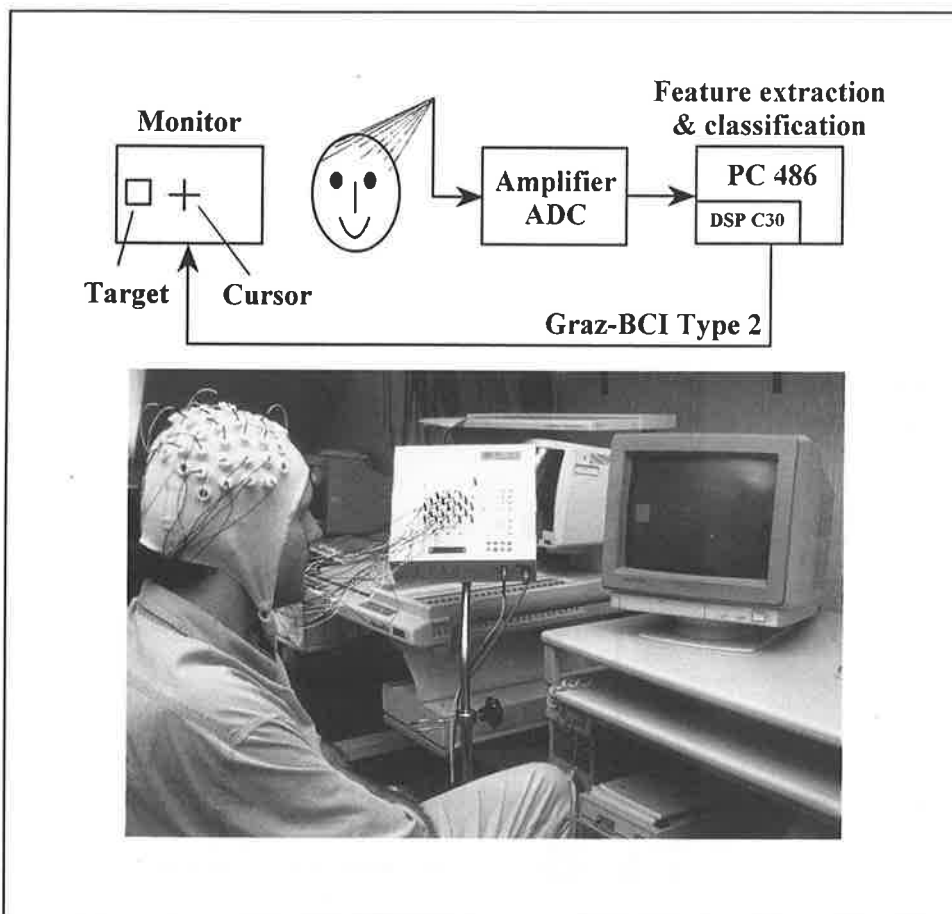 Monitor
Feature extraction
& classification
Amplifier
ADC
PC 486
DSP C30
Target
Cursor
Graz-BCI Type 2